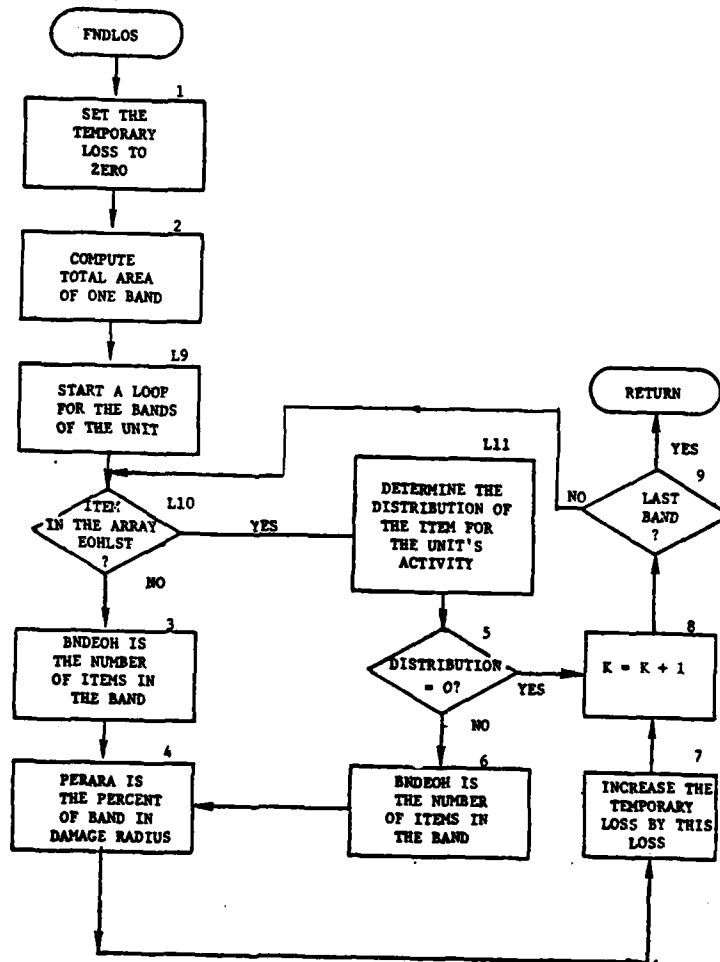 FNDLOS
1
SET THE
TEMPORARY
LOSS TO
ZERO
2
COMPUTE
TOTAL AREA
OF ONE BAND
L9
START A LOOP
FOR THE BANDS
OF THE UNIT
L10
ITEM
IN THE ARRAY
EOHLST
?
YES
NO
3
BNDEOH IS
THE NUMBER
OF ITEMS IN
THE BAND
4
PERARA IS
THE PERCENT
OF BAND IN
DAMAGE RADIUS
L11
DETERMINE THE
DISTRIBUTION OF
THE ITEM FOR
THE UNIT'S
ACTIVITY
5
DISTRIBUTION
= 0?
YES
NO
6
BNDEOH IS
THE NUMBER
OF ITEMS IN
THE BAND
7
INCREASE THE
TEMPORARY
LOSS BY THIS
LOSS
8
K = K + 1
9
LAST
BAND
?
NO
YES
RETURN